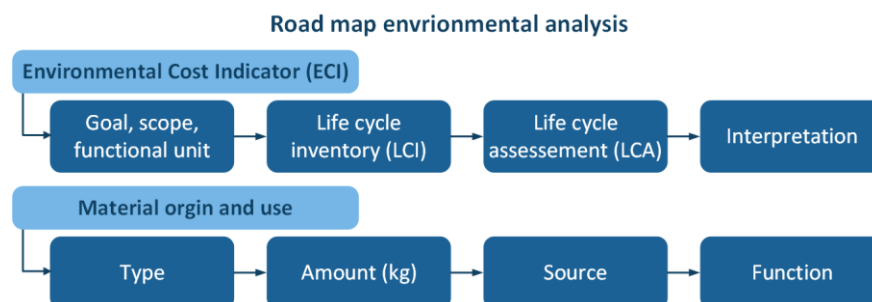 Road map envrionmental analysis
Environmental Cost Indicator (ECI)
Goal, scope,
functional unit
Life cycle
inventory (LCI)
Life cycle
assessement (LCA)
Interpretation
Material orgin and use
Type
Amount (kg)
Source
Function